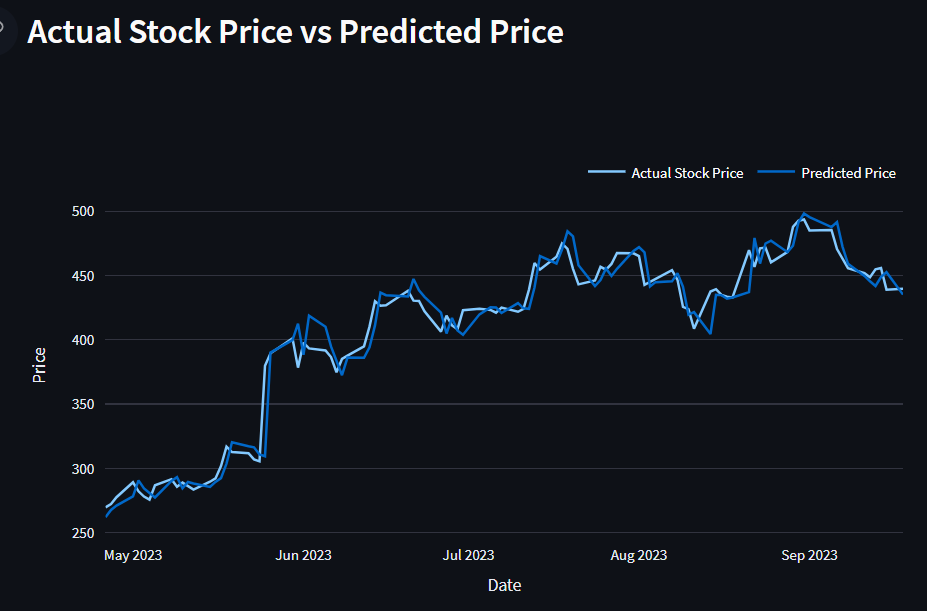 Actual Stock Price vs Predicted Price
Actual Stock Price
Predicted Price
500
450
400
350
300
250
Price
May 2023
Jun 2023
Jul 2023
Aug 2023
Sep 2023
Date